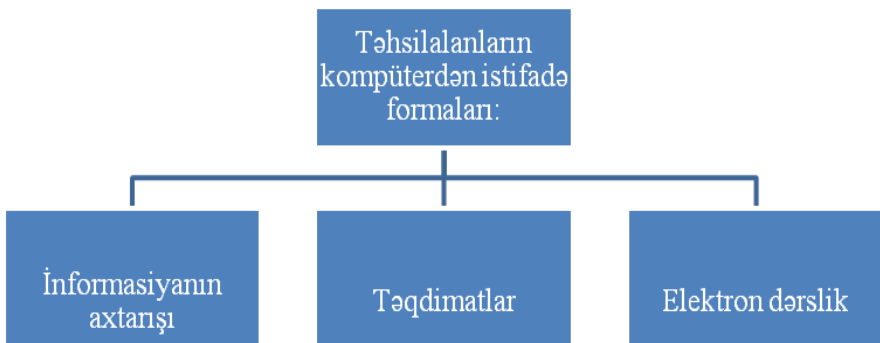 Təhsilalanların
kompüterdən istifadə
formaları:
İnformasiyanın
axtarışı
Təqdimatlar
Elektron dərslik